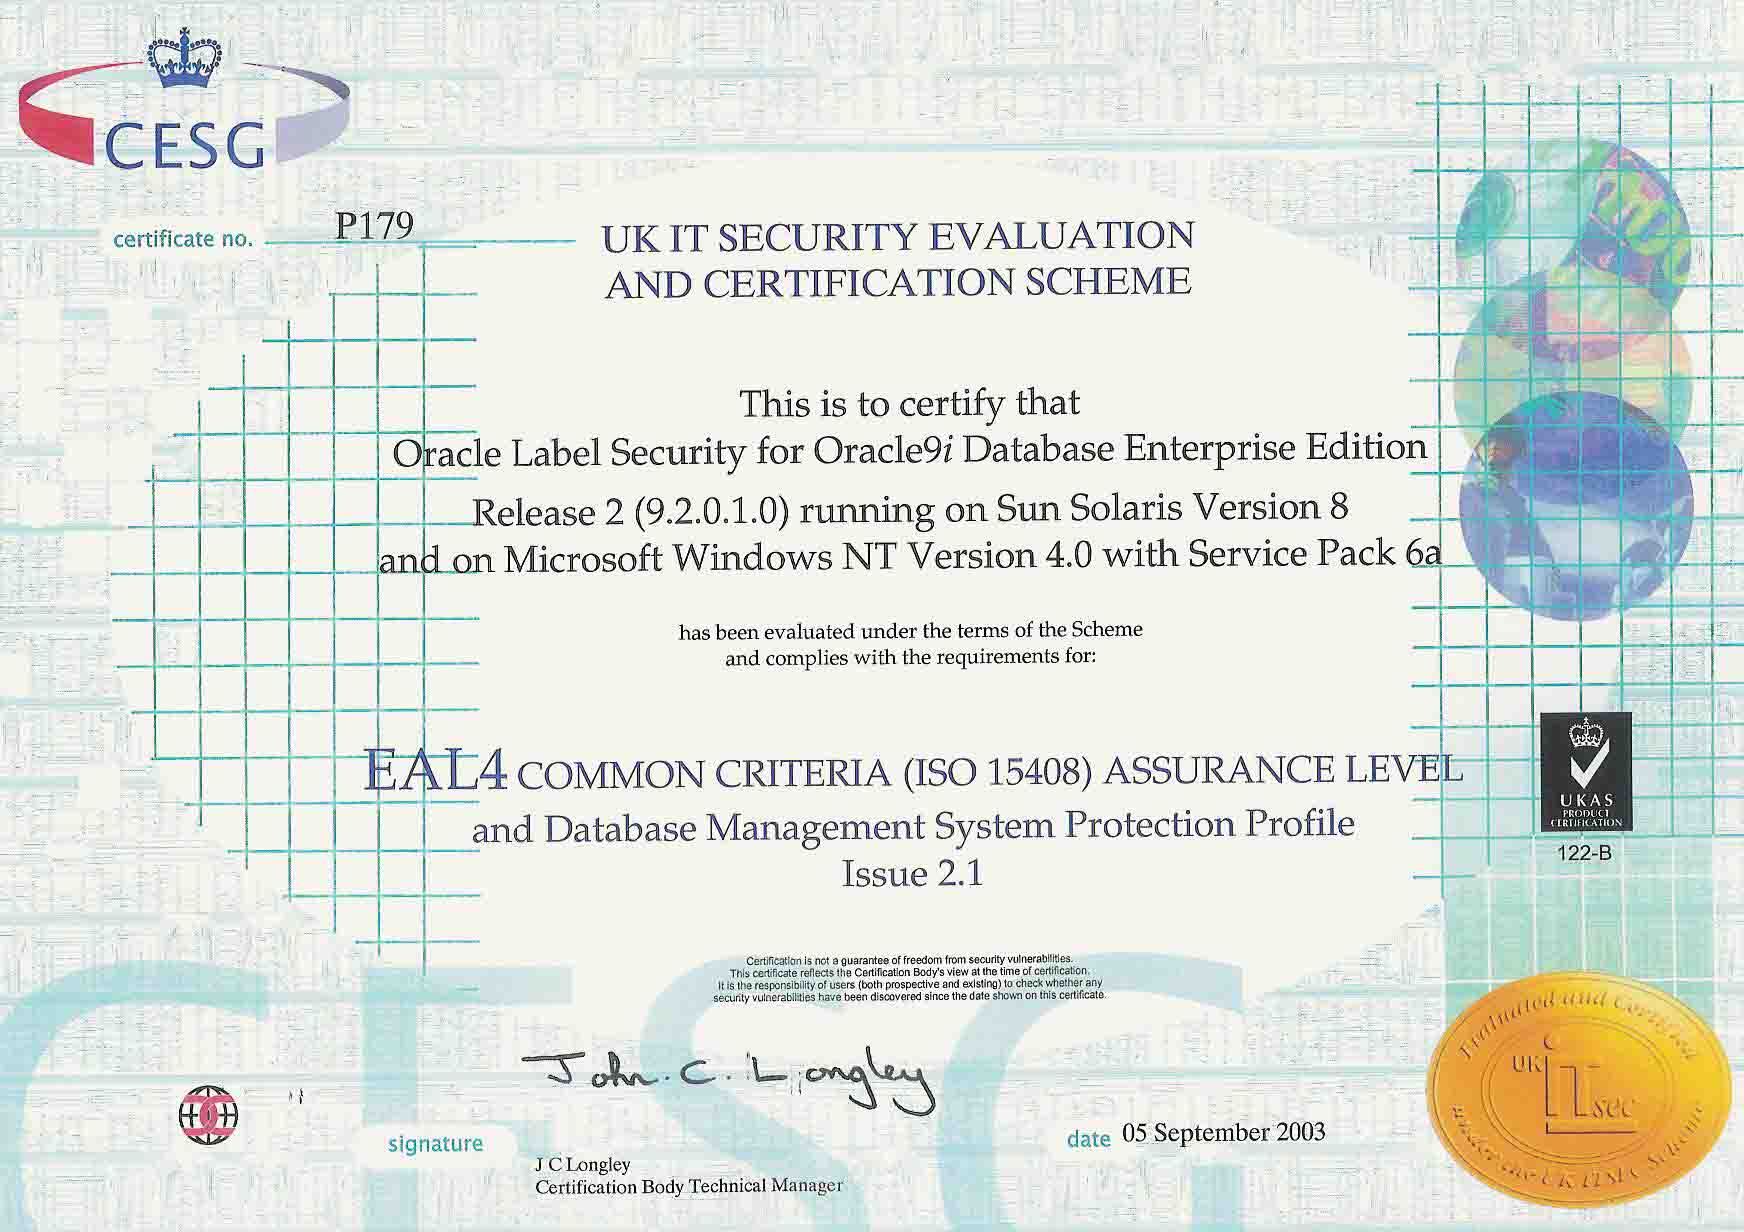 CESG
certificate no. P179
UK IT SECURITY EVALUATION
AND CERTIFICATION SCHEME
This is to certify that
Oracle Label Security for Oracle9i Database Enterprise Edition
Release 2 (9.2.0.1.0) running on Sun Solaris Version 8
and on Microsoft Windows NT Version 4.0 with Service Pack 6a
has been evaluated under the terms of the Scheme
and complies with the requirements for:
EAL4 COMMON CRITERIA (ISO 15408) ASSURANCE LEVEL
and Database Management System Protection Profile
Issue 2.1
UKAS
PRODUCT
CERTIFICATION
122-B
Certification is not a guarantee of freedom from security vulnerabilities.
This certificate reflects the Certification Body's view at the time of certification.
It is the responsibility of users (both prospective and existing) to check whether any
security vulnerabilities have been discovered since the date shown on this certificate.
John. C. Longley
signature
J C Longley
Certification Body Technical Manager
date 05 September 2003
Evaluated and Certified
UK iTsec
under the UK ITSEC Scheme
CESG